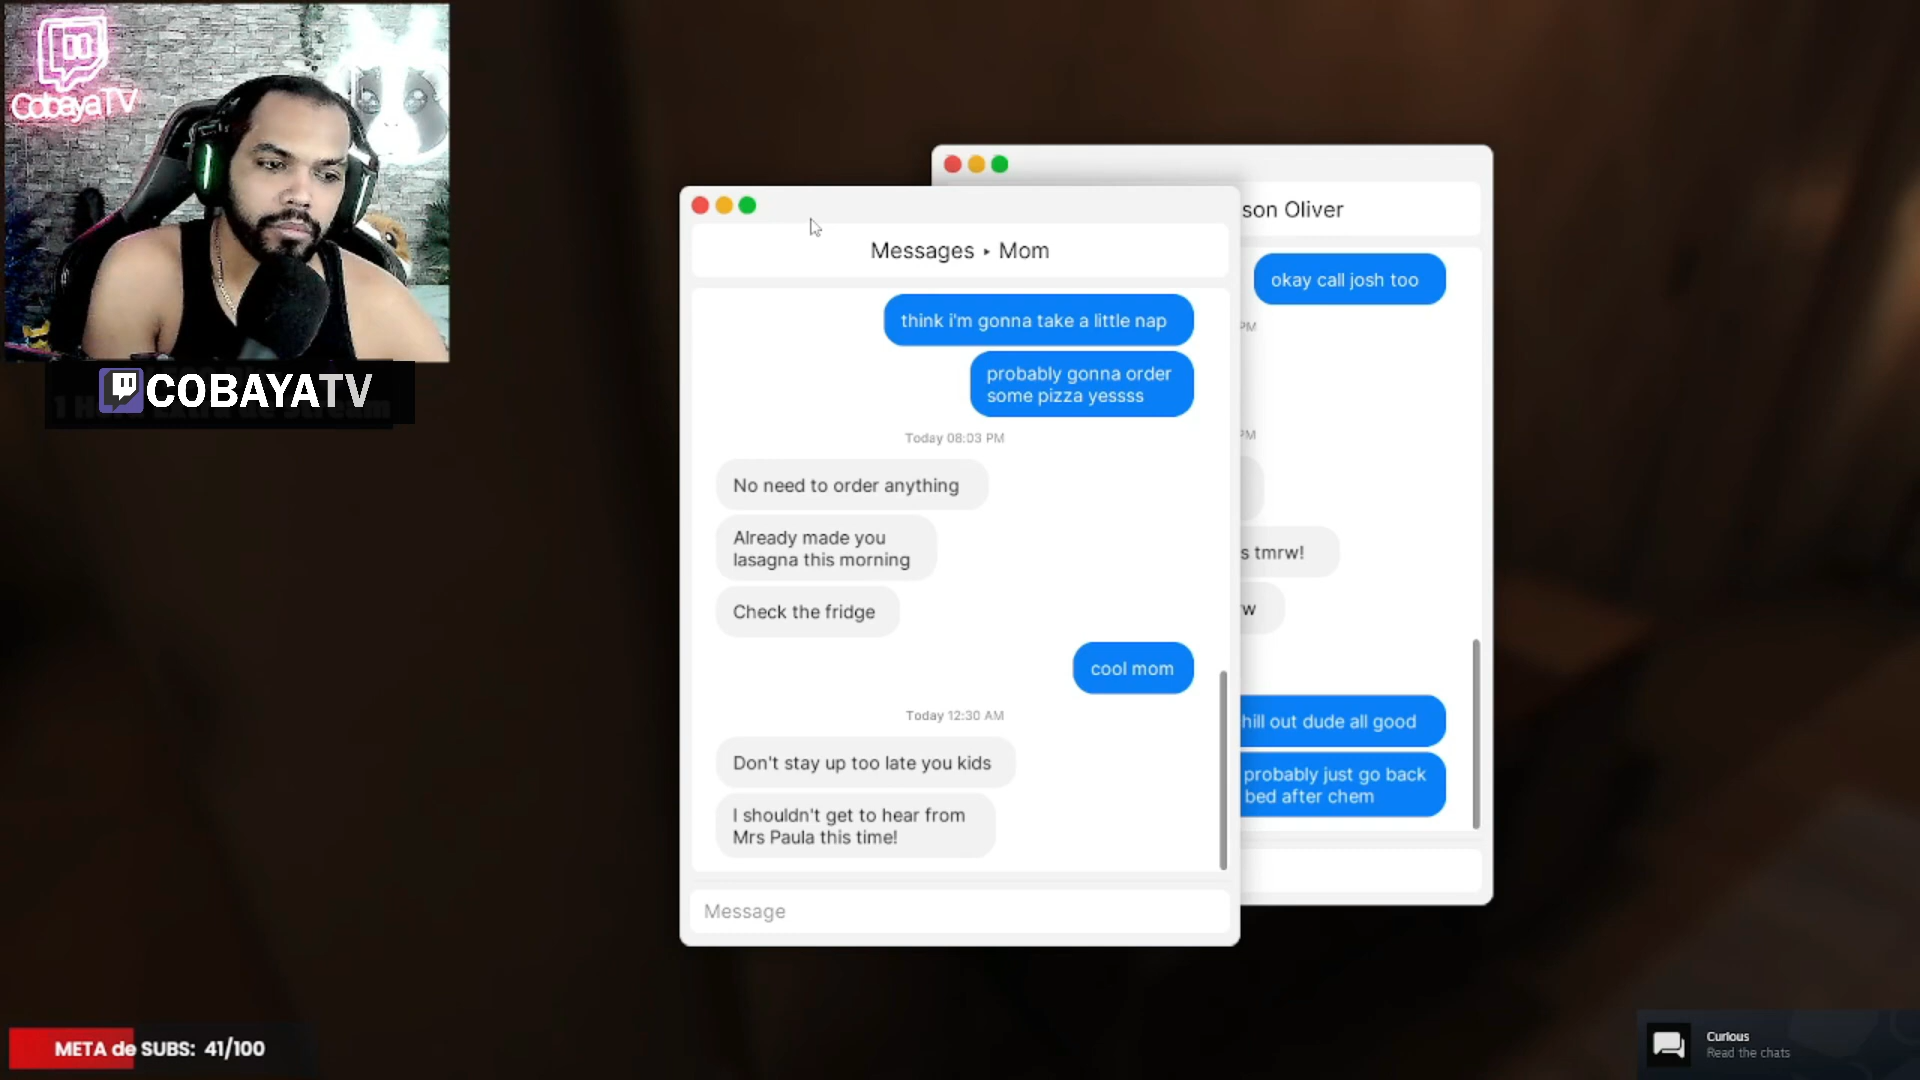 CobayaTV
COBAYATV
Messages ‣ Mom
think i'm gonna take a little nap
probably gonna order
some pizza yessss
Today 08:03 PM
No need to order anything
Already made you
lasagna this morning
Check the fridge
cool mom
Today 12:30 AM
Don't stay up too late you kids
I shouldn't get to hear from
Mrs Paula this time!
Message
son Oliver
okay call josh too
PM
PM
s tmrw!
w
hill out dude all good
probably just go back
bed after chem
META de SUBS: 41/100
Curious
Read the chats